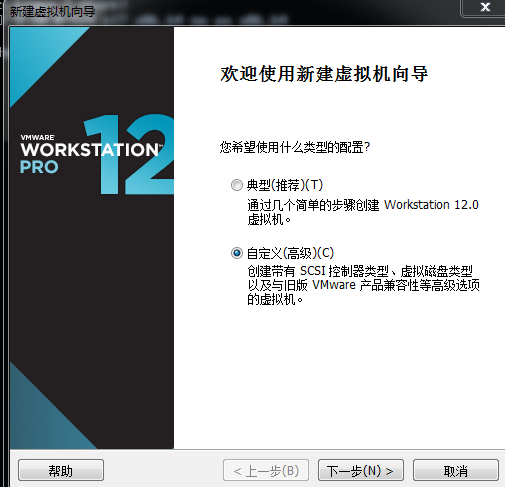 新建虚拟机向导
欢迎使用新建虚拟机向导
VMWARE
WORKSTATION™
PRO
12
您希望使用什么类型的配置？
典型(推荐)(T)
通过几个简单的步骤创建 Workstation 12.0
虚拟机。
自定义(高级)(C)
创建带有 SCSI 控制器类型、虚拟磁盘类型
以及与旧版 VMware 产品兼容性等高级选项
的虚拟机。
帮助
< 上一步(B)
下一步(N) >
取消